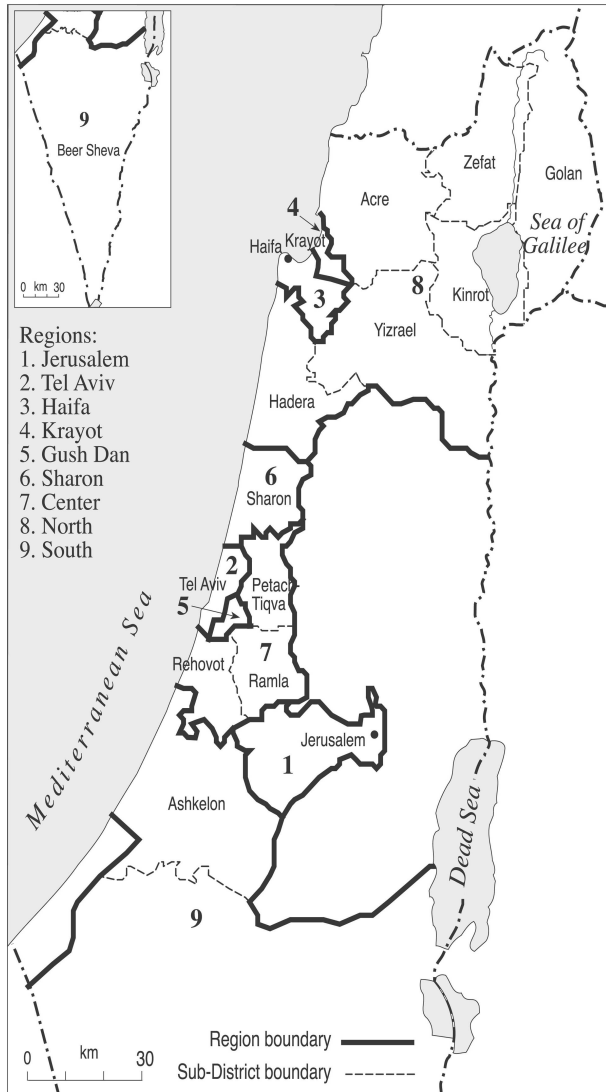 9
Beer Sheva
0 km 30
Zefat
Golan
Acre
4
Sea of
Galilee
Krayot
Haifa
8
3
Kinrot
Yizrael
Regions:
1. Jerusalem
2. Tel Aviv
3. Haifa
4. Krayot
5. Gush Dan
6. Sharon
7. Center
8. North
9. South
Hadera
6
Sharon
2
Tel Aviv
Petach-
Tiqva
5
Rehovot
7
Ramla
Mediterranean Sea
Jerusalem
1
Ashkelon
Dead Sea
9
Region boundary
Sub-District boundary
km
0 30